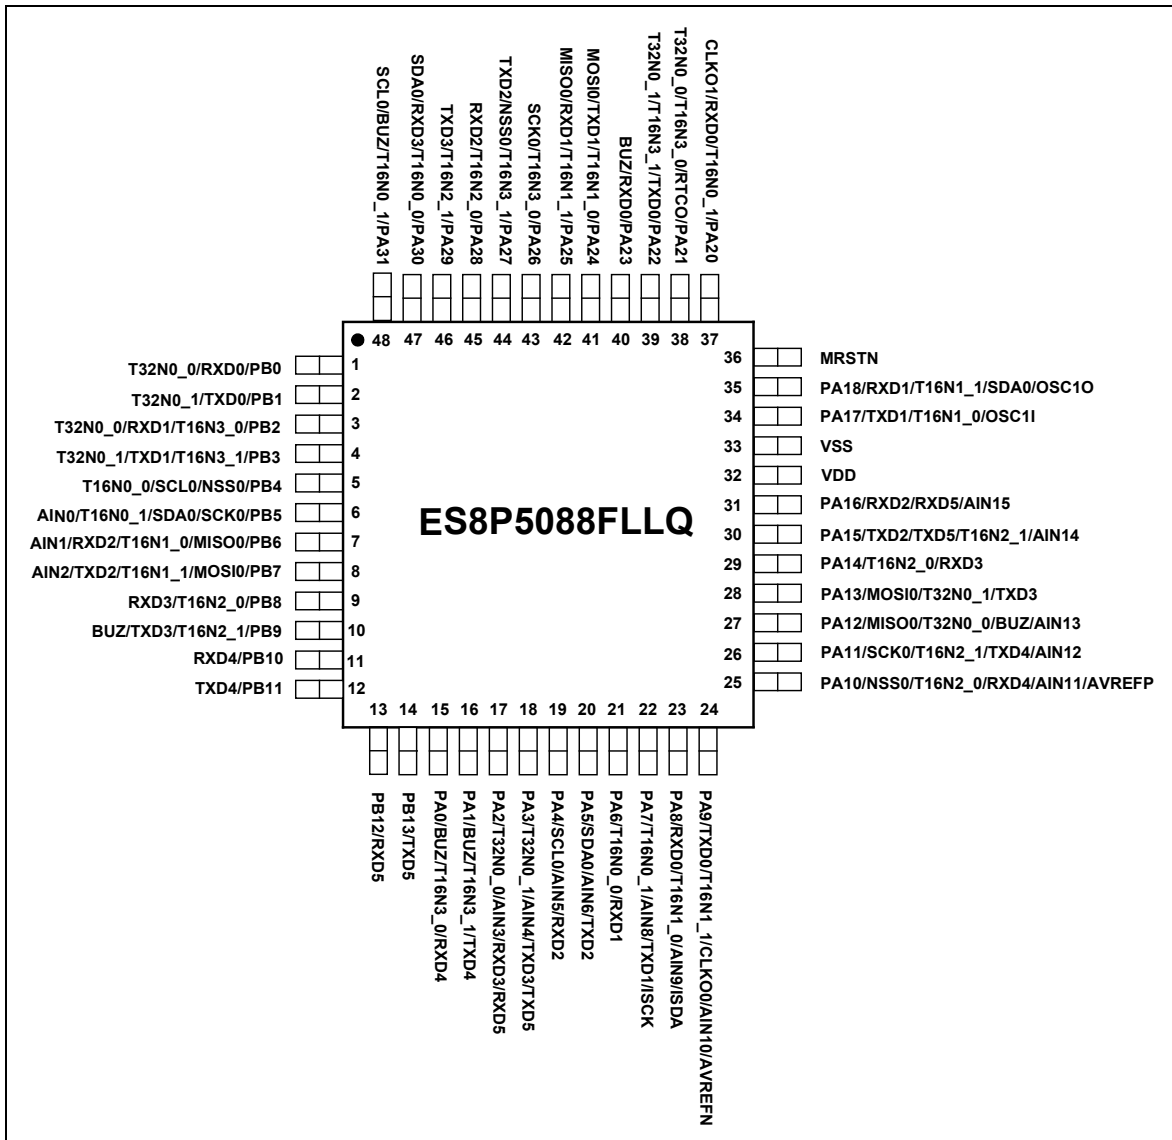 SCL0/BUZ/T16N0_1/PA31
SDA0/RXD3/T16N0_0/PA30
TXD3/T16N2_1/PA29
RXD2/T16N2_0/PA28
TXD2/NSS0/T16N3_1/PA27
SCK0/T16N3_0/PA26
MISO0/RXD1/T16N1_1/PA25
MOSI0/TXD1/T16N1_0/PA24
BUZ/RXD0/PA23
T32N0_1/T16N3_1/TXD0/PA22
T32N0_0/T16N3_0/RTCO/PA21
CLKO1/RXD0/T16N0_1/PA20
48 47 46 45 44 43 42 41 40 39 38 37
T32N0_0/RXD0/PB0 1
T32N0_1/TXD0/PB1 2
T32N0_0/RXD1/T16N3_0/PB2 3
T32N0_1/TXD1/T16N3_1/PB3 4
T16N0_0/SCL0/NSS0/PB4 5
AIN0/T16N0_1/SDA0/SCK0/PB5 6
AIN1/RXD2/T16N1_0/MISO0/PB6 7
AIN2/TXD2/T16N1_1/MOSI0/PB7 8
RXD3/T16N2_0/PB8 9
BUZ/TXD3/T16N2_1/PB9 10
RXD4/PB10 11
TXD4/PB11 12
ES8P5088FLLQ
36 MRSTN
35 PA18/RXD1/T16N1_1/SDA0/OSC1O
34 PA17/TXD1/T16N1_0/OSC1I
33 VSS
32 VDD
31 PA16/RXD2/RXD5/AIN15
30 PA15/TXD2/TXD5/T16N2_1/AIN14
29 PA14/T16N2_0/RXD3
28 PA13/MOSI0/T32N0_1/TXD3
27 PA12/MISO0/T32N0_0/BUZ/AIN13
26 PA11/SCK0/T16N2_1/TXD4/AIN12
25 PA10/NSS0/T16N2_0/RXD4/AIN11/AVREFP
13 14 15 16 17 18 19 20 21 22 23 24
PB12/RXD5
PB13/TXD5
PA0/BUZ/T16N3_0/RXD4
PA1/BUZ/T16N3_1/TXD4
PA2/T32N0_0/AIN3/RXD3/RXD5
PA3/T32N0_1/AIN4/TXD3/TXD5
PA4/SCL0/AIN5/RXD2
PA5/SDA0/AIN6/TXD2
PA6/T16N0_0/RXD1
PA7/T16N0_1/AIN8/TXD1/ISCK
PA8/RXD0/T16N1_0/AIN9/ISDA
PA9/TXD0/T16N1_1/CLKO0/AIN10/AVREFN